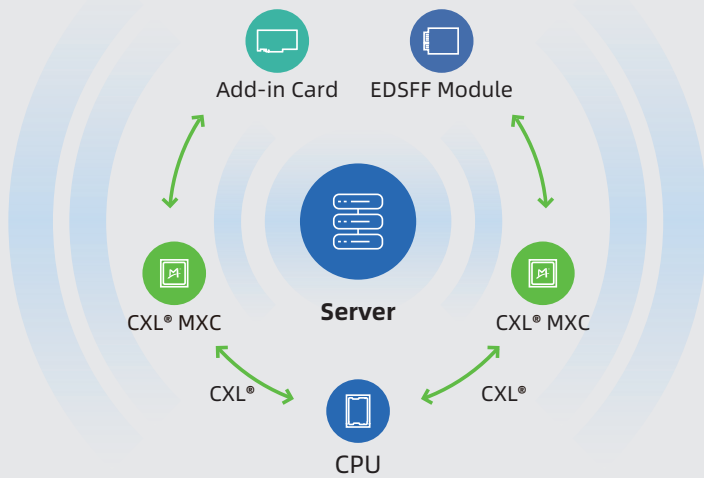 Add-in Card
EDSFF Module
Server
CXL® MXC
CXL® MXC
CXL®
CXL®
CPU